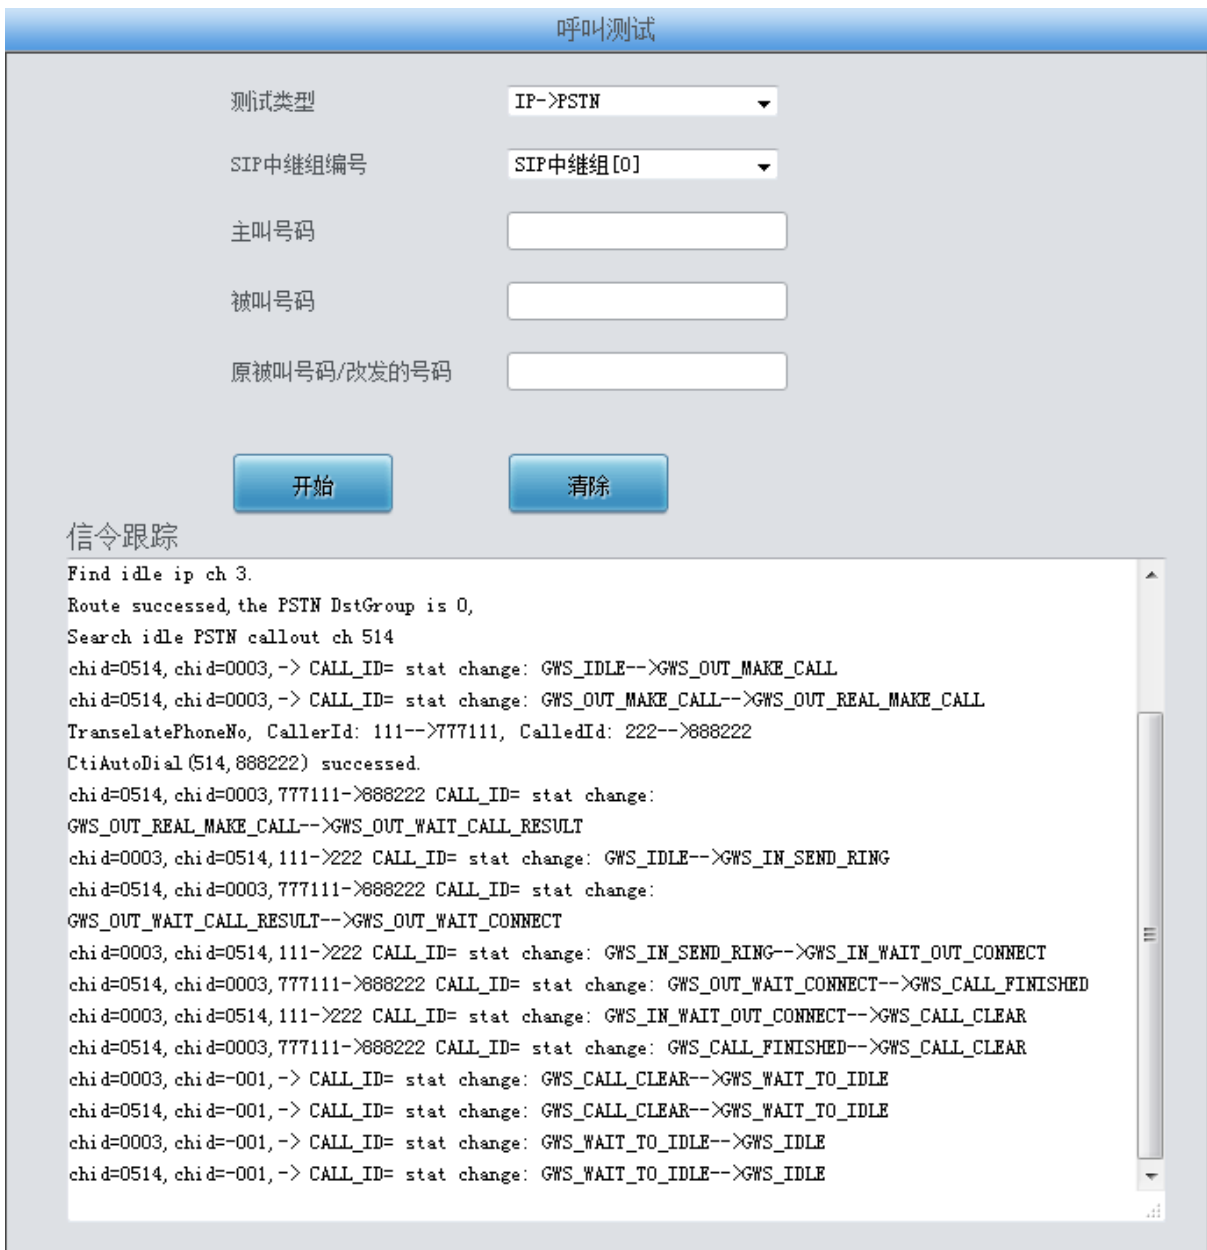 呼叫测试
测试类型 IP->PSTN
SIP中继组编号 SIP中继组[0]
主叫号码
被叫号码
原被叫号码/改发的号码
开始 清除
信令跟踪
Find idle ip ch 3.
Route successed,the PSTN DstGroup is 0,
Search idle PSTN callout ch 514
chid=0514,chid=0003,-> CALL_ID= stat change: GWS_IDLE-->GWS_OUT_MAKE_CALL
chid=0514,chid=0003,-> CALL_ID= stat change: GWS_OUT_MAKE_CALL-->GWS_OUT_REAL_MAKE_CALL
TranselatePhoneNo, CallerId: 111-->777111, CalledId: 222-->888222
CtiAutoDial(514,888222) successed.
chid=0514,chid=0003,777111->888222 CALL_ID= stat change:
GWS_OUT_REAL_MAKE_CALL-->GWS_OUT_WAIT_CALL_RESULT
chid=0003,chid=0514,111->222 CALL_ID= stat change: GWS_IDLE-->GWS_IN_SEND_RING
chid=0514,chid=0003,777111->888222 CALL_ID= stat change:
GWS_OUT_WAIT_CALL_RESULT-->GWS_OUT_WAIT_CONNECT
chid=0003,chid=0514,111->222 CALL_ID= stat change: GWS_IN_SEND_RING-->GWS_IN_WAIT_OUT_CONNECT
chid=0514,chid=0003,777111->888222 CALL_ID= stat change: GWS_OUT_WAIT_CONNECT-->GWS_CALL_FINISHED
chid=0003,chid=0514,111->222 CALL_ID= stat change: GWS_IN_WAIT_OUT_CONNECT-->GWS_CALL_CLEAR
chid=0514,chid=0003,777111->888222 CALL_ID= stat change: GWS_CALL_FINISHED-->GWS_CALL_CLEAR
chid=0003,chid=-001,-> CALL_ID= stat change: GWS_CALL_CLEAR-->GWS_WAIT_TO_IDLE
chid=0514,chid=-001,-> CALL_ID= stat change: GWS_CALL_CLEAR-->GWS_WAIT_TO_IDLE
chid=0003,chid=-001,-> CALL_ID= stat change: GWS_WAIT_TO_IDLE-->GWS_IDLE
chid=0514,chid=-001,-> CALL_ID= stat change: GWS_WAIT_TO_IDLE-->GWS_IDLE